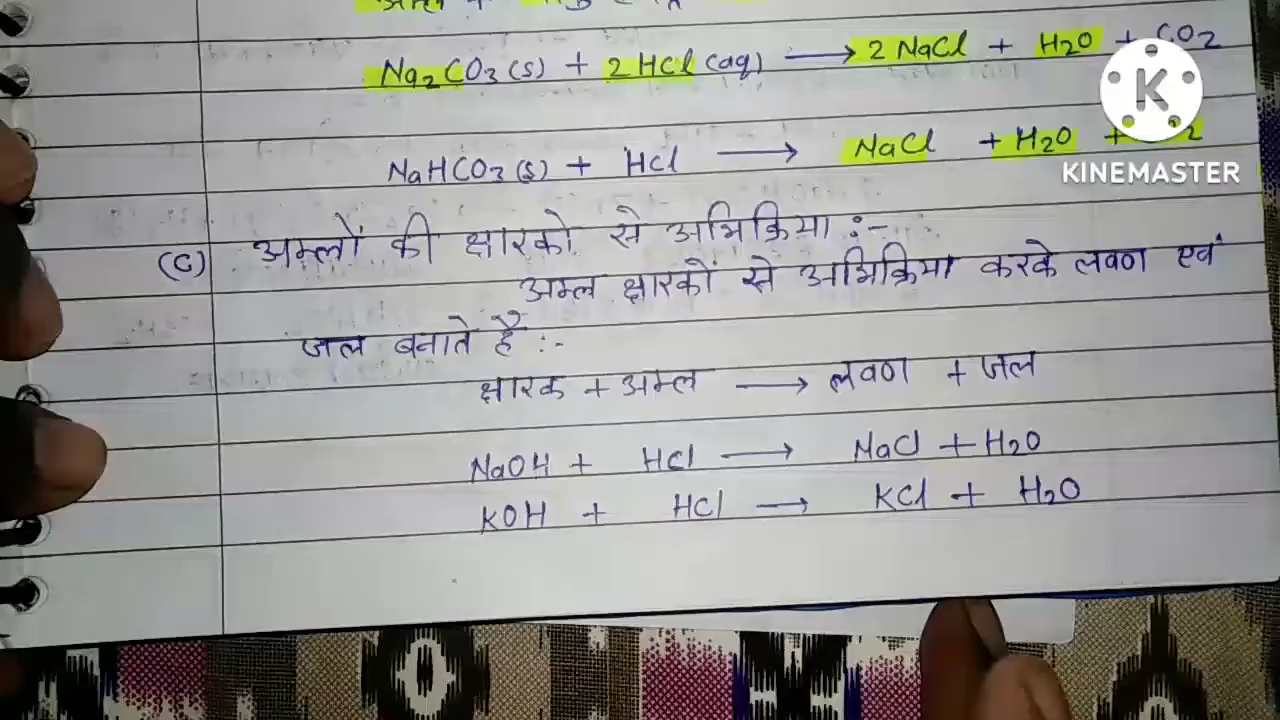 Na2CO3(s) + 2HCl(aq) ⟶ 2NaCl + H2O + CO2
NaHCO3(s) + HCl ⟶ NaCl + H2O +
K
KINEMASTER
(C) अम्लों की क्षारको से अभिक्रिया :-
अम्ल क्षारकों से अभिक्रिया करके लवण एवं
जल बनाते है :-
क्षारक + अम्ल ⟶ लवण + जल
NaOH + HCl ⟶ NaCl + H2O
KOH + HCl ⟶ KCl + H2O